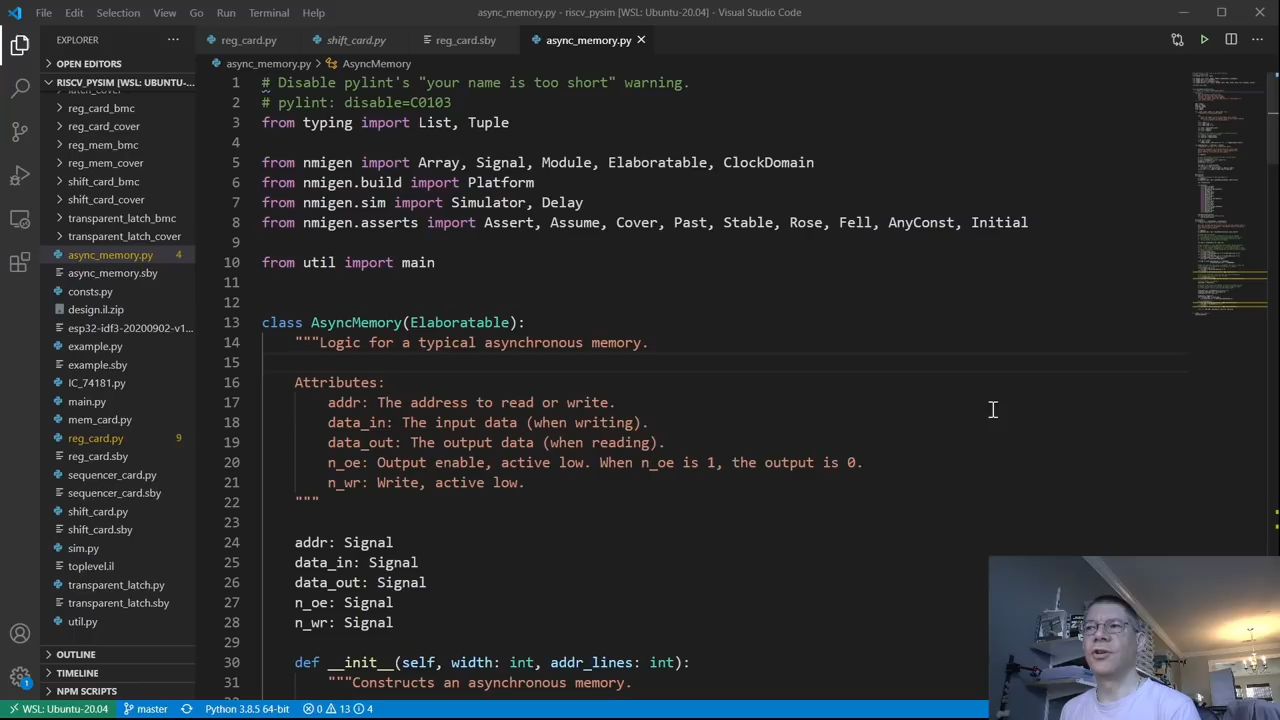 File Edit Selection View Go Run Terminal Help
async_memory.py - riscv_pysim [WSL: Ubuntu-20.04] - Visual Studio Code
EXPLORER
OPEN EDITORS
RISCV_PYSIM [WSL: UBUNTU-...
reg_card_bmc
reg_card_cover
reg_mem_bmc
reg_mem_cover
shift_card_bmc
shift_card_cover
transparent_latch_bmc
transparent_latch_cover
async_memory.py 4
async_memory.sby
consts.py
design.il.zip
esp32-idf3-20200902-v1...
example.py
example.sby
IC_74181.py
main.py
mem_card.py
reg_card.py 9
reg_card.sby
sequencer_card.py
sequencer_card.sby
shift_card.py
shift_card.sby
sim.py
toplevel.il
transparent_latch.py
transparent_latch.sby
util.py
OUTLINE
TIMELINE
NPM SCRIPTS
reg_card.py shift_card.py reg_card.sby async_memory.py
async_memory.py > AsyncMemory
1 # Disable pylint's "your name is too short" warning.
2 # pylint: disable=C0103
3 from typing import List, Tuple
4
5 from nmigen import Array, Signal, Module, Elaboratable, ClockDomain
6 from nmigen.build import Platform
7 from nmigen.sim import Simulator, Delay
8 from nmigen.asserts import Assert, Assume, Cover, Past, Stable, Rose, Fell, AnyConst, Initial
9
10 from util import main
11
12
13 class AsyncMemory(Elaboratable):
14 """Logic for a typical asynchronous memory.
15
16 Attributes:
17 addr: The address to read or write.
18 data_in: The input data (when writing).
19 data_out: The output data (when reading).
20 n_oe: Output enable, active low. When n_oe is 1, the output is 0.
21 n_wr: Write, active low.
22 """
23
24 addr: Signal
25 data_in: Signal
26 data_out: Signal
27 n_oe: Signal
28 n_wr: Signal
29
30 def __init__(self, width: int, addr_lines: int):
31 """Constructs an asynchronous memory.
1
WSL: Ubuntu-20.04 master Python 3.8.5 64-bit 0 13 4